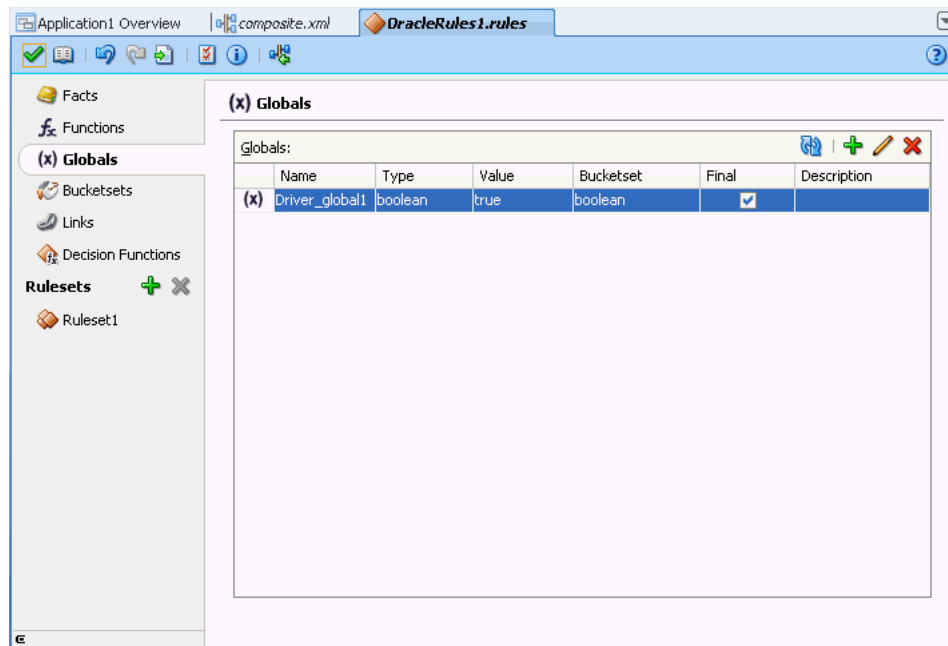 Application1 Overview composite.xml OracleRules1.rules
Facts
fx Functions
(x) Globals
Bucketsets
Links
Decision Functions
Rulesets
Ruleset1
(x) Globals
Globals:
Name Type Value Bucketset Final Description
(x) Driver_global1 boolean true boolean